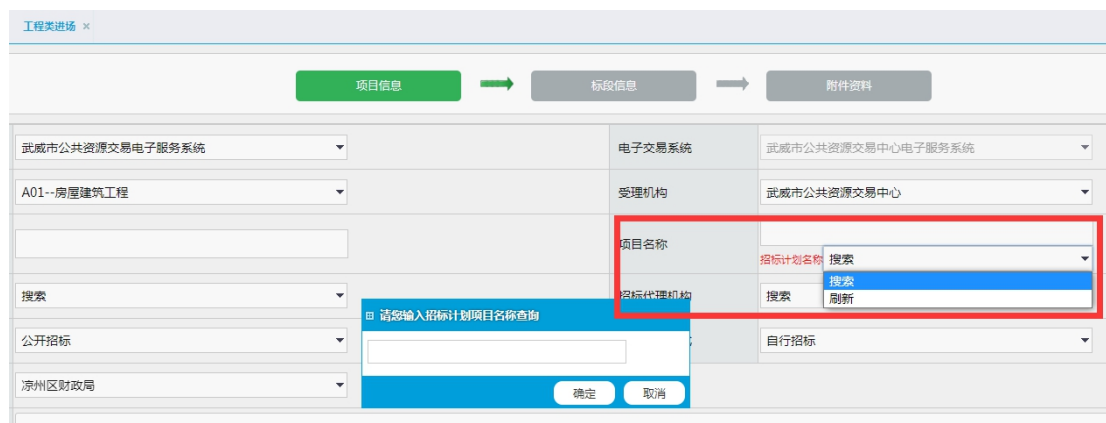 工程类进场 ×
项目信息 标段信息 附件资料
武威市公共资源交易电子服务系统 电子交易系统 武威市公共资源交易中心电子服务系统
A01--房屋建筑工程 受理机构 武威市公共资源交易中心
项目名称
招标计划名称 搜索
搜索
刷新
搜索 招标代理机构 搜索
请您输入招标计划项目名称查询
公开招标 自行招标
凉州区财政局
确定 取消